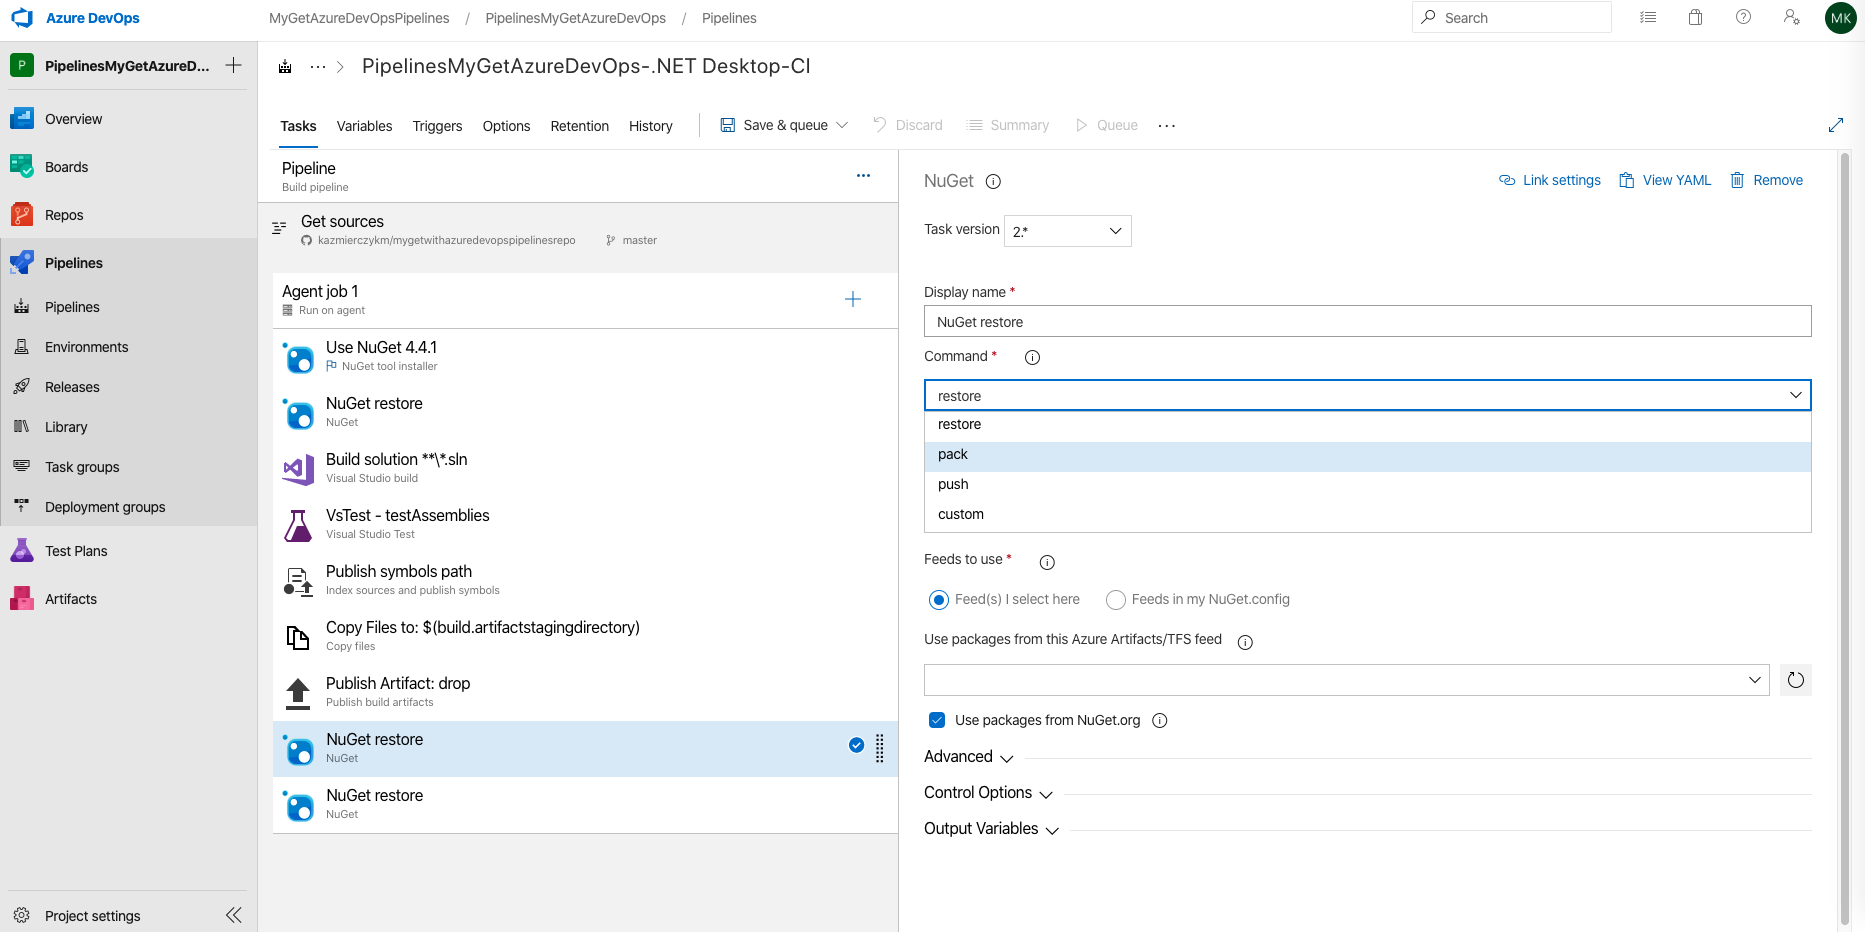 Azure DevOps
MyGetAzureDevOpsPipelines / PipelinesMyGetAzureDevOps / Pipelines
Search
MK
P PipelinesMyGetAzureD...
Overview
Boards
Repos
Pipelines
Pipelines
Environments
Releases
Library
Task groups
Deployment groups
Test Plans
Artifacts
Project settings
... > PipelinesMyGetAzureDevOps-.NET Desktop-CI
Tasks Variables Triggers Options Retention History Save & queue Discard Summary Queue ...
Pipeline
Build pipeline
...
Get sources
kazmierczykm/mygetwithazuredevopspipelinesrepo master
Agent job 1
Run on agent
Use NuGet 4.4.1
NuGet tool installer
NuGet restore
NuGet
Build solution **\*.sln
Visual Studio build
VsTest - testAssemblies
Visual Studio Test
Publish symbols path
Index sources and publish symbols
Copy Files to: $(build.artifactstagingdirectory)
Copy files
Publish Artifact: drop
Publish build artifacts
NuGet restore
NuGet
NuGet restore
NuGet
NuGet
Link settings View YAML Remove
Task version 2.*
Display name *
NuGet restore
Command *
restore
restore
pack
push
custom
Feeds to use *
Feed(s) I select here Feeds in my NuGet.config
Use packages from this Azure Artifacts/TFS feed
Use packages from NuGet.org
Advanced
Control Options
Output Variables